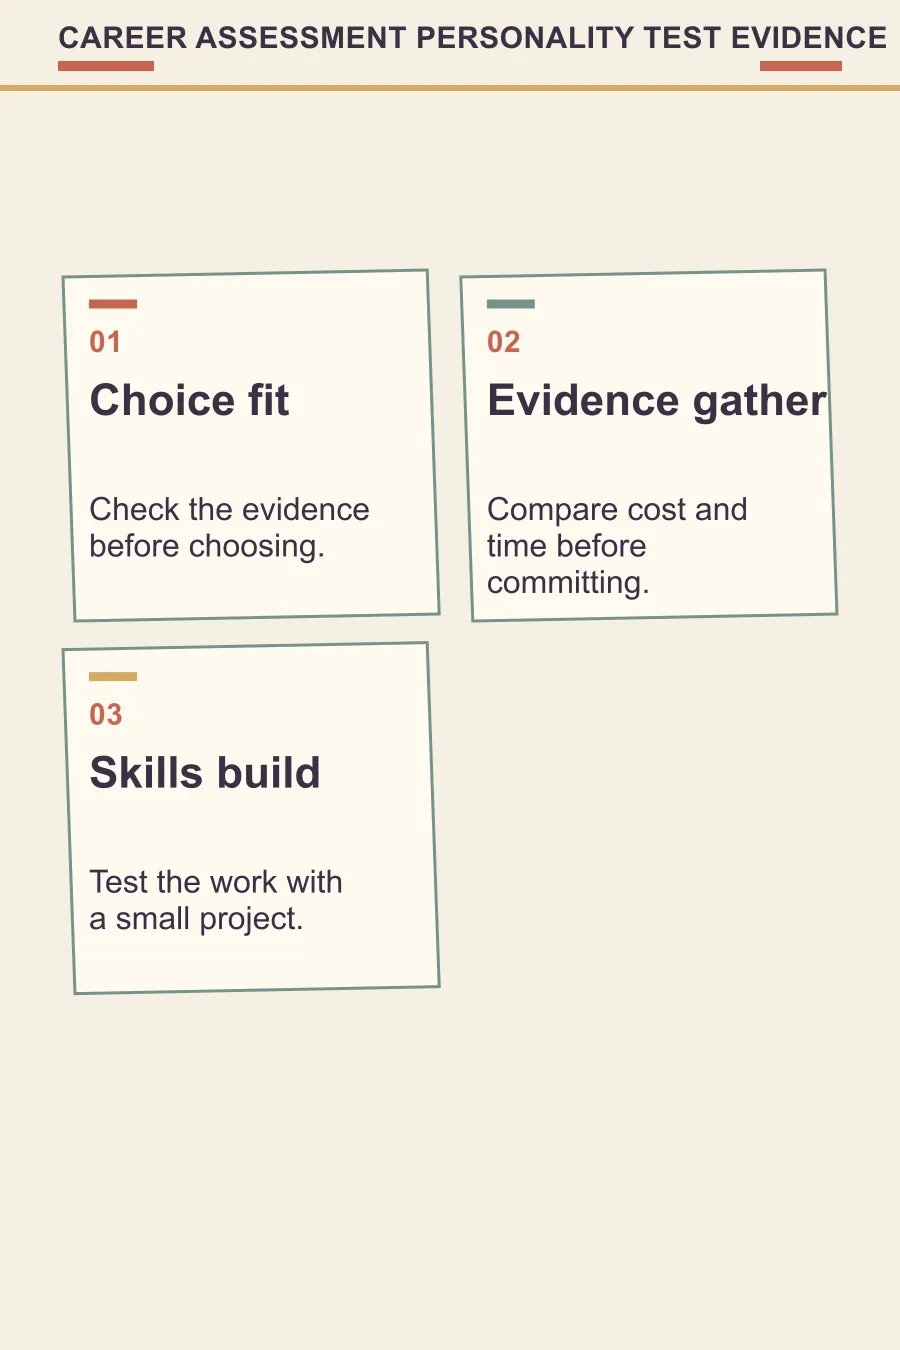 CAREER ASSESSMENT PERSONALITY TEST EVIDENCE
01
Choice fit
Check the evidence
before choosing.
02
Evidence gather
Compare cost and
time before
committing.
03
Skills build
Test the work with
a small project.